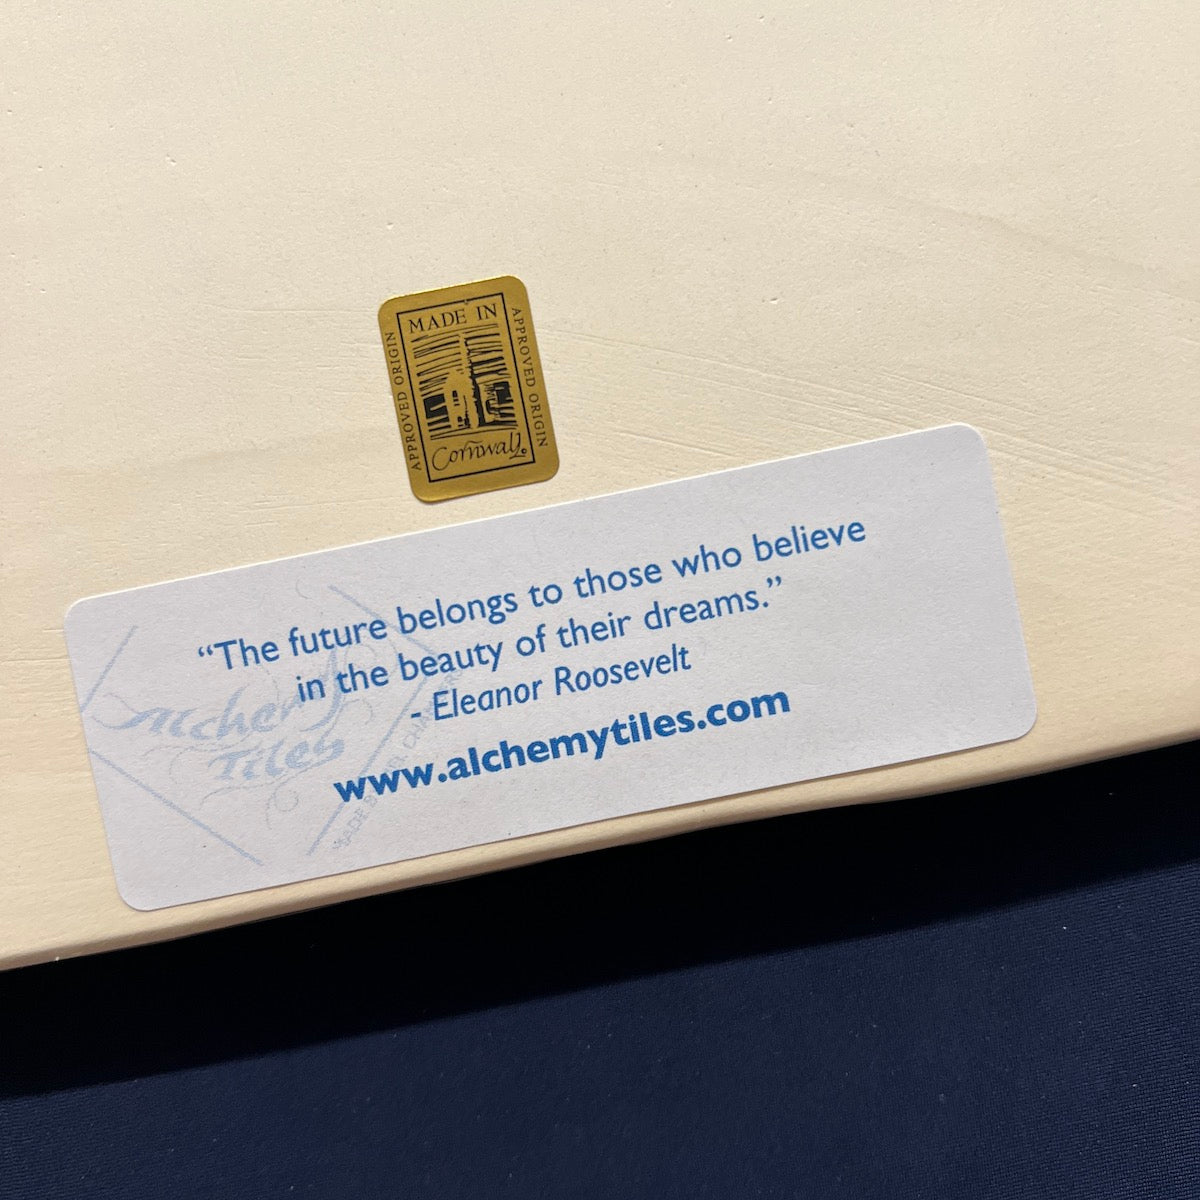 MADE IN
APPROVED ORIGIN
APPROVED ORIGIN
Cornwall
“The future belongs to those who believe
in the beauty of their dreams.”
- Eleanor Roosevelt
www.alchemytiles.com
Alchemy
Tiles